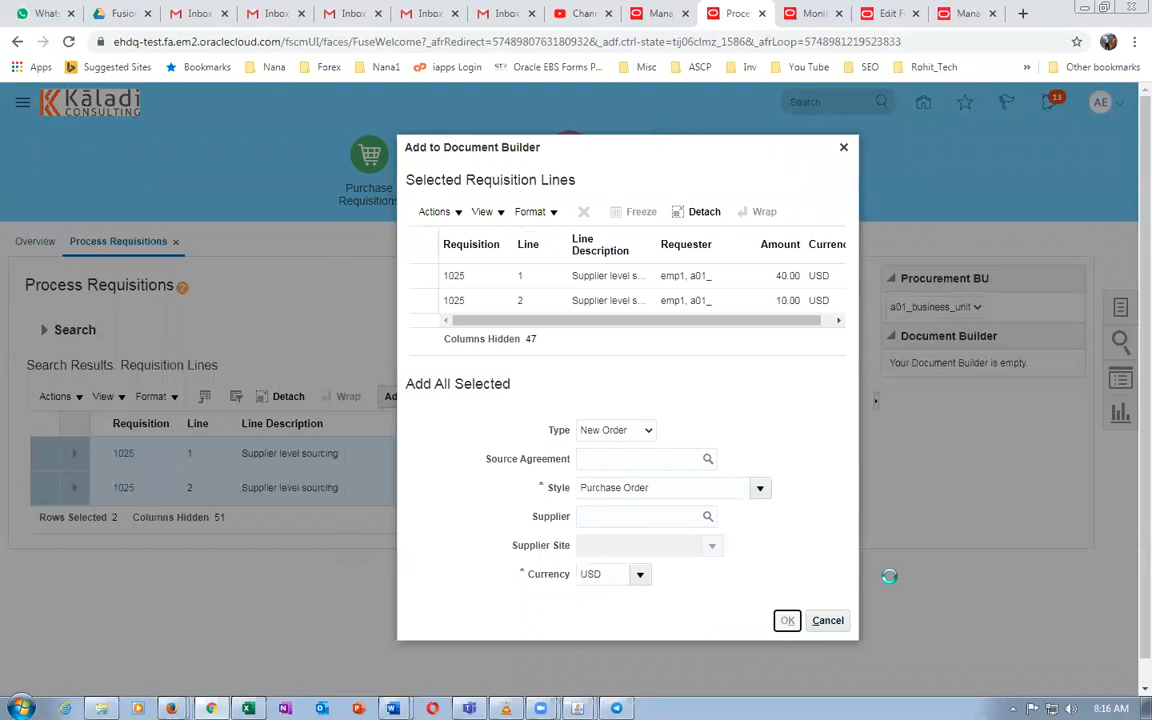 Whats
Fusion
Inbox
Inbox
Inbox
Inbox
Inbox
Chann
Mana
Proce
Monit
Edit F
Mana
ehdq-test.fa.em2.oraclecloud.com/fscmUI/faces/FuseWelcome?_afrRedirect=5748980763180932&_adf.ctrl-state=tij06clmz_1586&_afrLoop=5748981219523833
Apps Suggested Sites Bookmarks Nana Forex Nana1 iapps Login Oracle EBS Forms P... Misc ASCP Inv You Tube SEO Rohit_Tech » Other bookmarks
Kāladi
CONSULTING
Search
13
AE
Purchase
Requisitions
Overview Process Requisitions
Process Requisitions
Search
Search Results: Requisition Lines
Actions View Format Detach Wrap Ad
Requisition Line Line Description
1025 1 Supplier level sourcing
1025 2 Supplier level sourcing
Rows Selected 2 Columns Hidden 51
Add to Document Builder
Selected Requisition Lines
Actions View Format Freeze Detach Wrap
Requisition Line Line Description Requester Amount Currenc
1025 1 Supplier level s... emp1, a01_ 40.00 USD
1025 2 Supplier level s... emp1, a01_ 10.00 USD
Columns Hidden 47
Add All Selected
Type New Order
Source Agreement
* Style Purchase Order
Supplier
Supplier Site
* Currency USD
OK Cancel
Procurement BU
a01_business_unit
Document Builder
Your Document Builder is empty.
8:16 AM